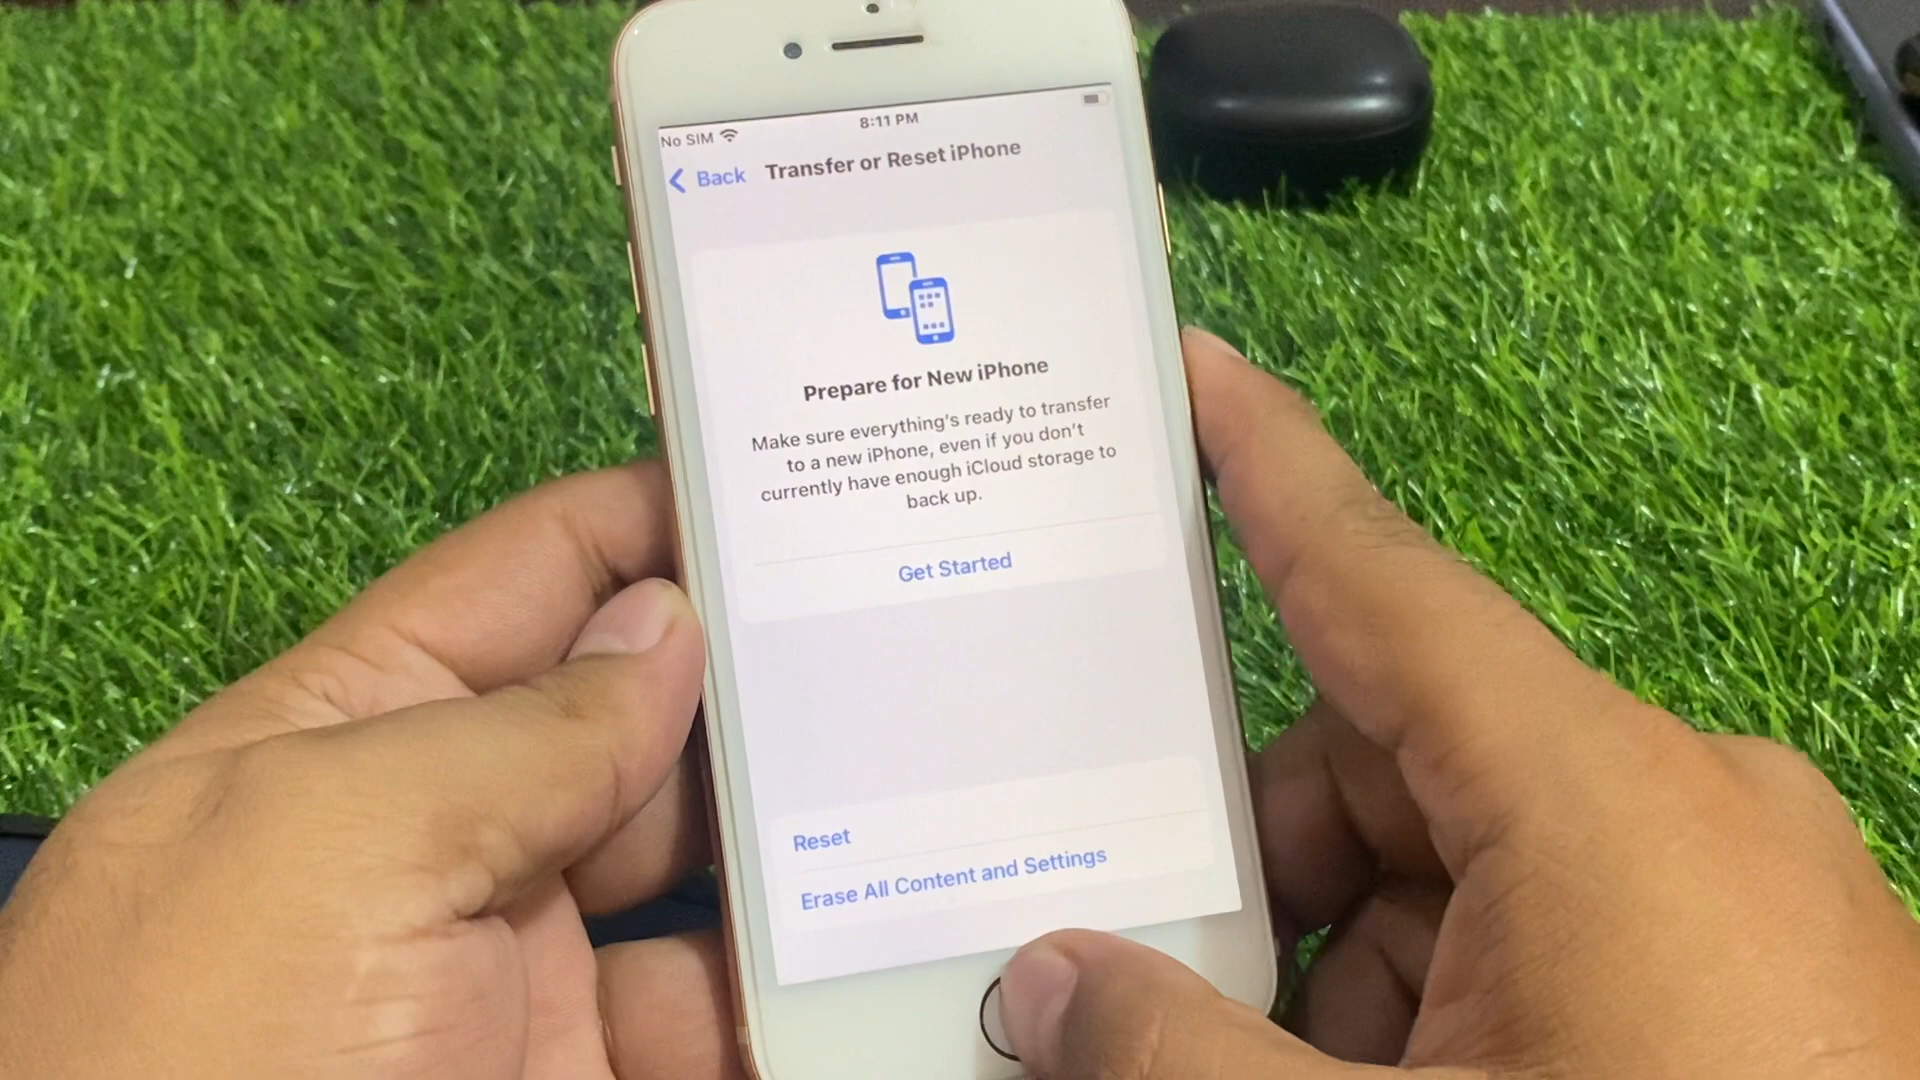 No SIM 8:11 PM
Back Transfer or Reset iPhone
Prepare for New iPhone
Make sure everything's ready to transfer
to a new iPhone, even if you don't
currently have enough iCloud storage to
back up.
Get Started
Reset
Erase All Content and Settings